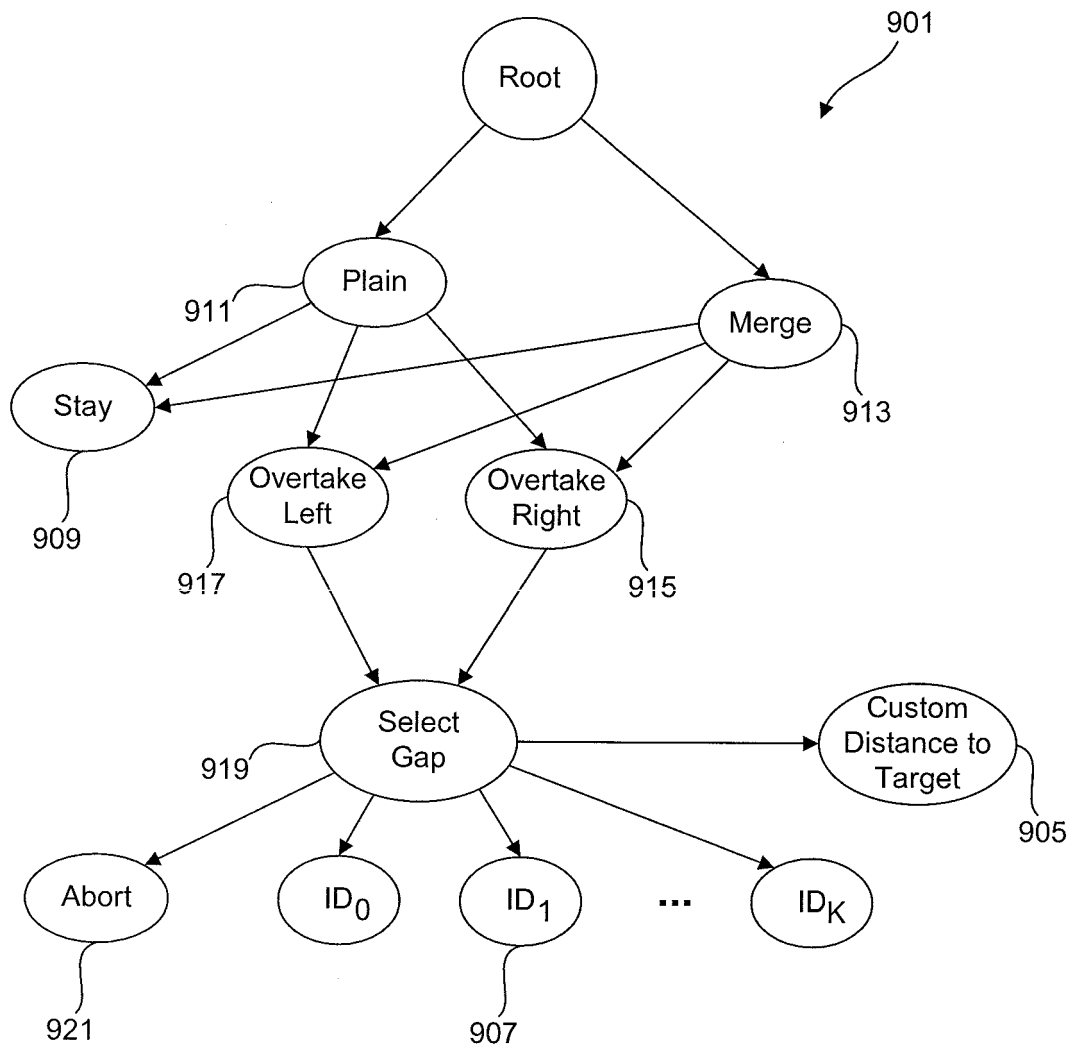 901
Root
Plain
911
Merge
913
Stay
909
Overtake
Left
917
Overtake
Right
915
Select
Gap
919
Custom
Distance to
Target
905
Abort
921
ID0
ID1
907
...
IDK